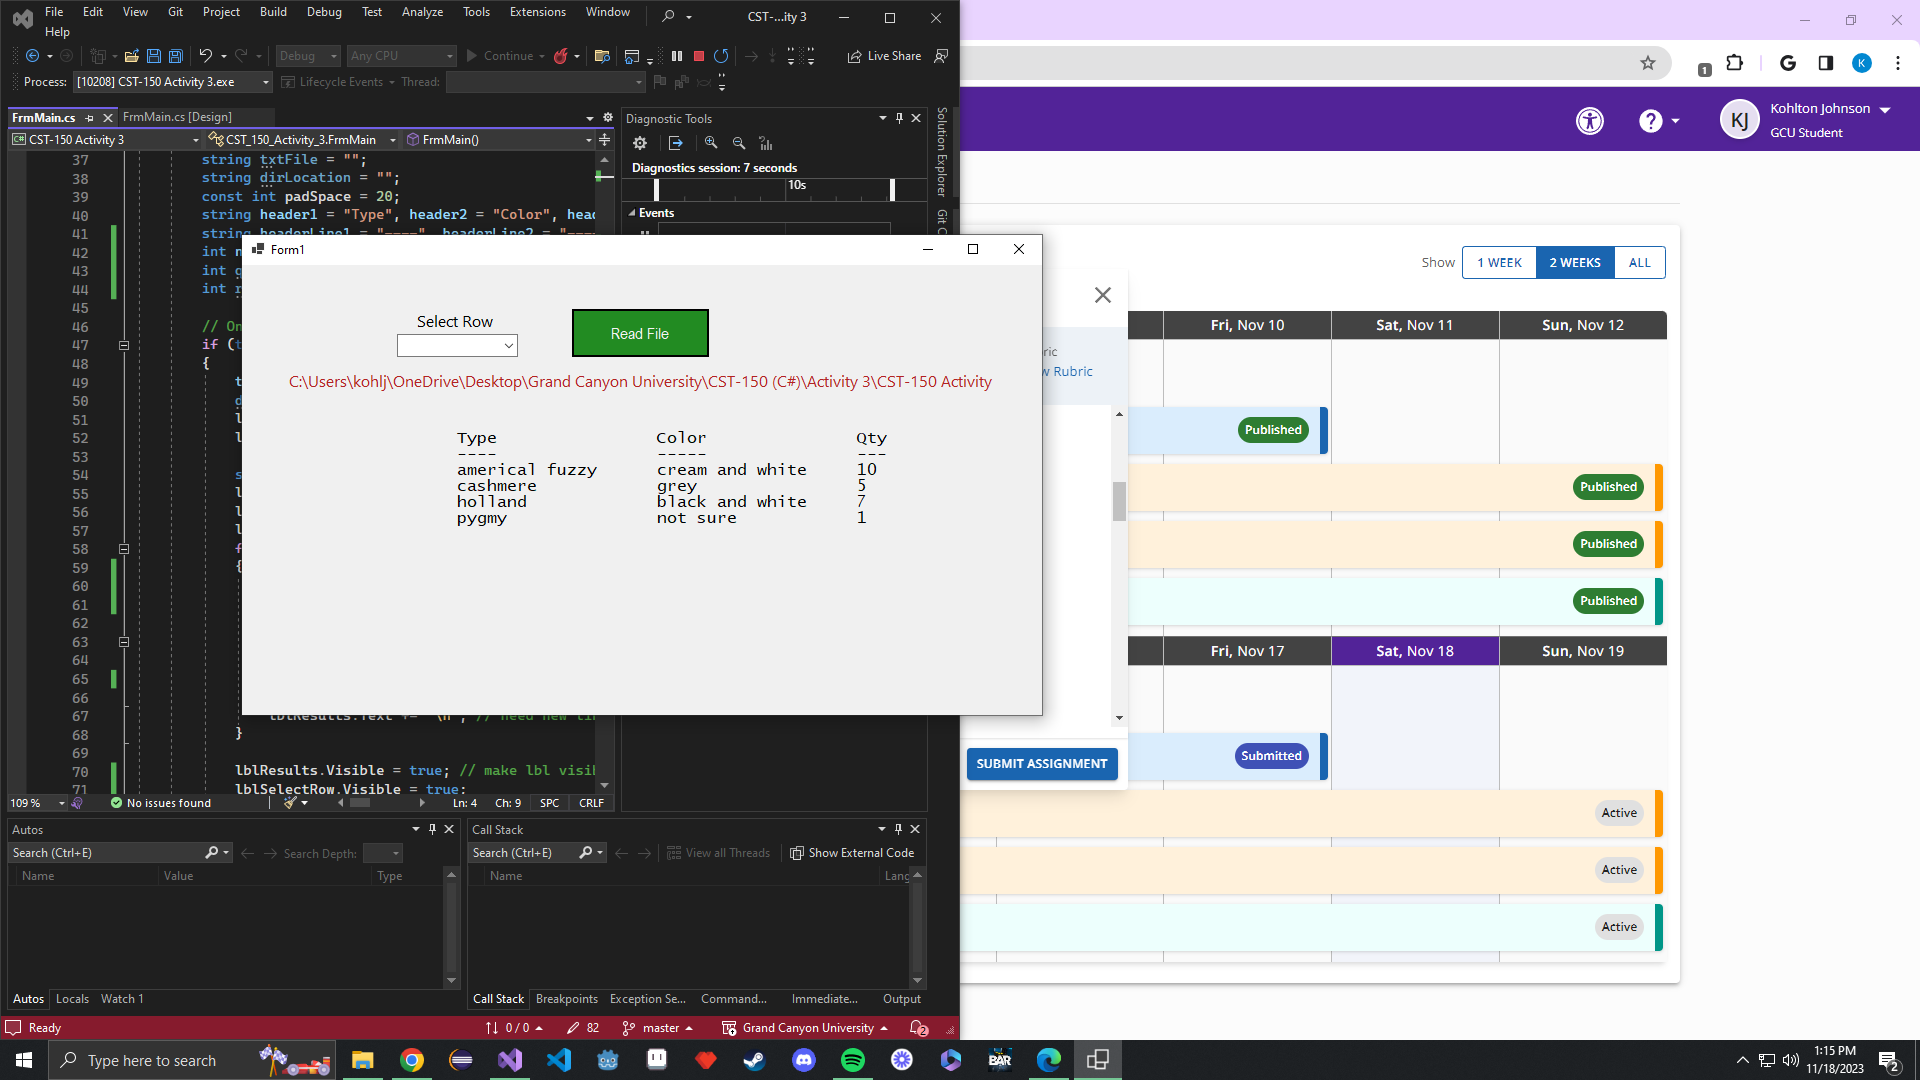 File Edit View Git Project Build Debug Test Analyze Tools Extensions Window CST-...ity 3
Help
Debug Any CPU Continue Live Share
Process: [10208] CST-150 Activity 3.exe Lifecycle Events Thread:
FrmMain.cs FrmMain.cs [Design]
CST-150 Activity 3 CST_150_Activity_3.FrmMain FrmMain()
37 string txtFile = "";
38 string dirLocation = "";
39 const int padSpace = 20;
40 string header1 = "Type", header2 = "Color", head
41 string headerLine1 = "----", headerLine2 = "----
42 int n
43 int q
44 int r
45
46 // On
47 if (t
48 {
49 t
50 d
51 l
52 l
53
54 s
55 l
56 l
57 l
58 f
59 {
60
61
62
63
64
65
66
67 lblResults.Text += "\n"; // need new li
68 }
69
70 lblResults.Visible = true; // make lbl visib
71 lblSelectRow.Visible = true;
109 % No issues found Ln: 4 Ch: 9 SPC CRLF
Diagnostic Tools
Diagnostics session: 7 seconds
10s
Events
Solution Explorer
Git C
Form1
Select Row
Read File
C:\Users\kohlj\OneDrive\Desktop\Grand Canyon University\CST-150 (C#)\Activity 3\CST-150 Activity
Type Color Qty
---- ----- ---
americal fuzzy cream and white 10
cashmere grey 5
holland black and white 7
pygmy not sure 1
Autos
Search (Ctrl+E) Search Depth:
Name Value Type
Autos Locals Watch 1
Call Stack
Search (Ctrl+E) View all Threads Show External Code
Name Lang
Call Stack Breakpoints Exception Se... Command... Immediate... Output
Ready 0 / 0 82 master Grand Canyon University 2
1 K
KJ Kohlton Johnson
GCU Student
Show 1 WEEK 2 WEEKS ALL
Fri, Nov 10 Sat, Nov 11 Sun, Nov 12
ric
w Rubric
Published
Published
Published
Published
Fri, Nov 17 Sat, Nov 18 Sun, Nov 19
Submitted
SUBMIT ASSIGNMENT
Active
Active
Active
Type here to search
BAR
1:15 PM
11/18/2023
2